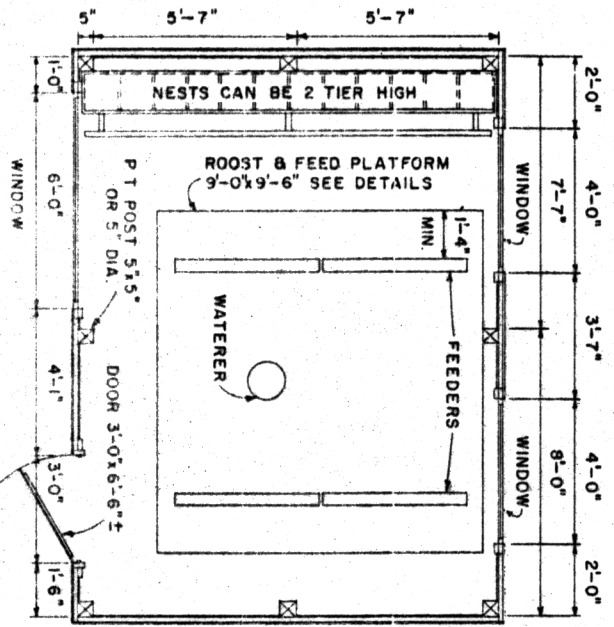 5" 5'-7" 5'-7"
NESTS CAN BE 2 TIER HIGH
ROOST & FEED PLATFORM
9'-0"x9'-6" SEE DETAILS
1'-4"
MIN.
P T POST 5"x5"
OR 5" DIA.
WATERER
FEEDERS
DOOR 3'-0"x6'-6"±
WINDOW
1'-0"
6'-0"
4'-1"
3'-0"
1'-6"
WINDOW
WINDOW
7'-7"
8'-0"
2'-0"
4'-0"
3'-7"
4'-0"
2'-0"